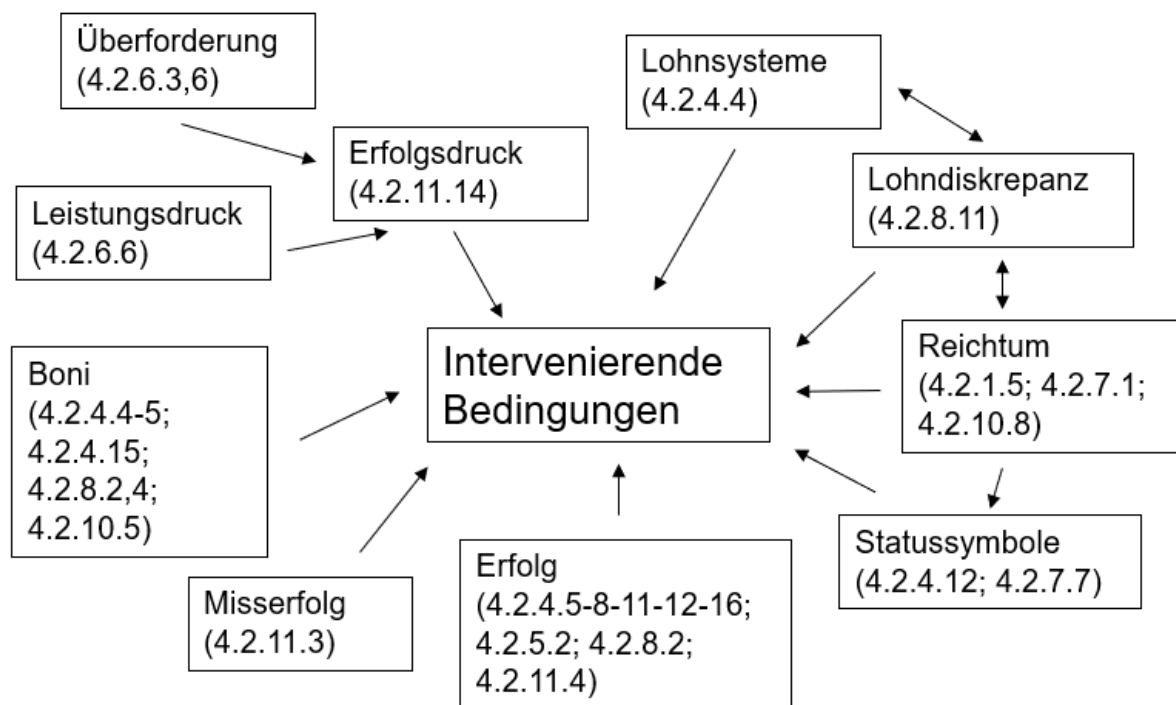 Überforderung
(4.2.6.3,6)
Lohnsysteme
(4.2.4.4)
Erfolgsdruck
(4.2.11.14)
Lohndiskrepanz
(4.2.8.11)
Leistungsdruck
(4.2.6.6)
Intervenierende
Bedingungen
Reichtum
(4.2.1.5; 4.2.7.1;
4.2.10.8)
Boni
(4.2.4.4-5;
4.2.4.15;
4.2.8.2,4;
4.2.10.5)
Statussymbole
(4.2.4.12; 4.2.7.7)
Misserfolg
(4.2.11.3)
Erfolg
(4.2.4.5-8-11-12-16;
4.2.5.2; 4.2.8.2;
4.2.11.4)